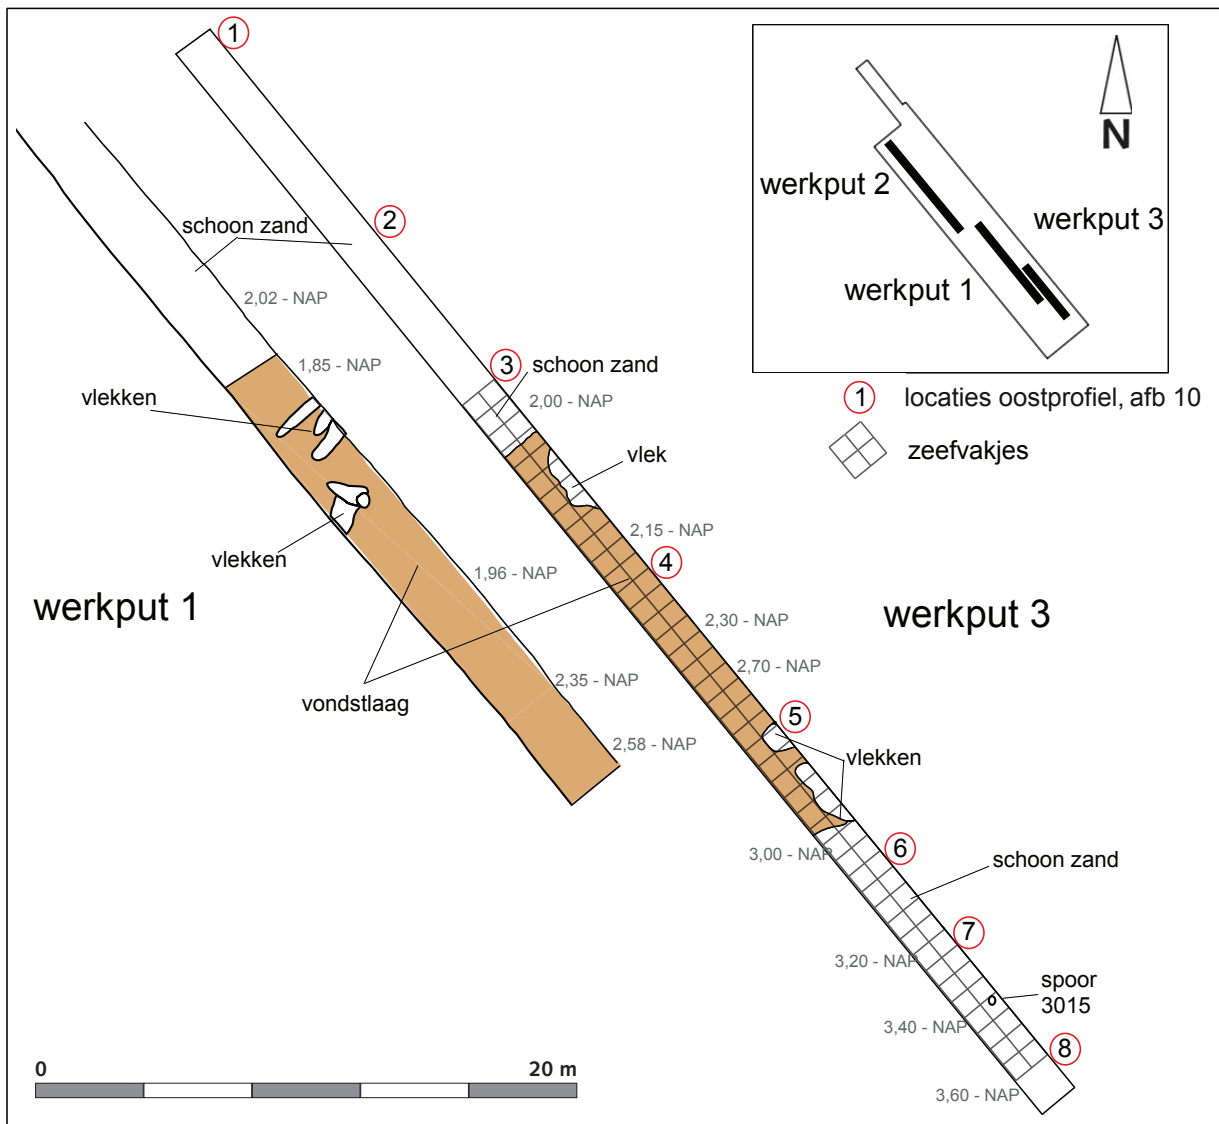 1
2
schoon zand
2,02 - NAP
1,85 - NAP
vlekken
3
schoon zand
2,00 - NAP
vlek
2,15 - NAP
4
vlekken
1,96 - NAP
werkput 1
werkput 3
2,30 - NAP
2,70 - NAP
2,35 - NAP
vondstlaag
5
2,58 - NAP
vlekken
3,00 - NAP
6
schoon zand
7
3,20 - NAP
spoor
3015
3,40 - NAP
8
3,60 - NAP
0
20 m
N
werkput 2
werkput 3
werkput 1
1 locaties oostprofiel, afb 10
zeefvakjes